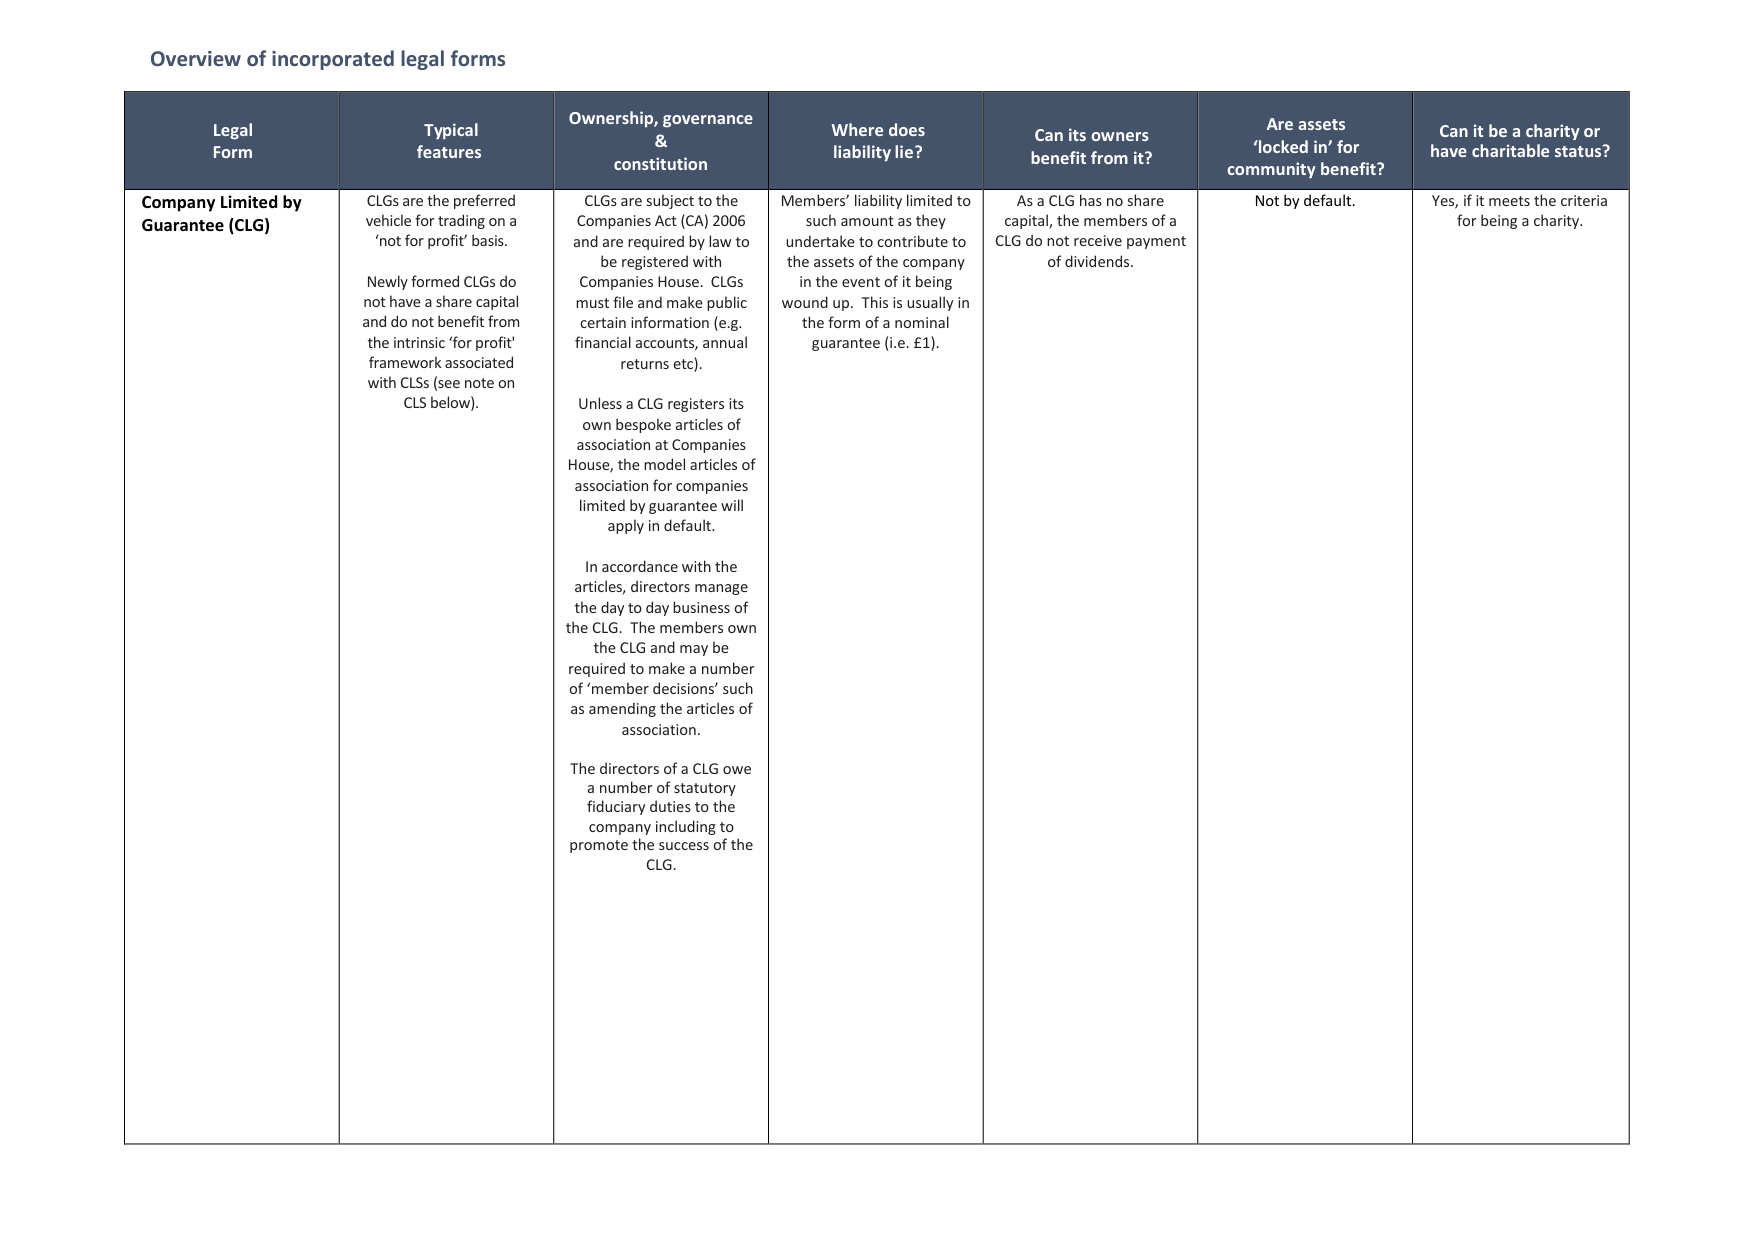 Overview of incorporated legal forms
Legal
Form
Typical
features
Ownership, governance
&
constitution
Where does
liability lie?
Can its owners
benefit from it?
Are assets
‘locked in’ for
community benefit?
Can it be a charity or
have charitable status?
Company Limited by
Guarantee (CLG)
CLGs are the preferred
vehicle for trading on a
‘not for profit’ basis.
Newly formed CLGs do
not have a share capital
and do not benefit from
the intrinsic ‘for profit'
framework associated
with CLSs (see note on
CLS below).
CLGs are subject to the
Companies Act (CA) 2006
and are required by law to
be registered with
Companies House.  CLGs
must file and make public
certain information (e.g.
financial accounts, annual
returns etc).
Unless a CLG registers its
own bespoke articles of
association at Companies
House, the model articles of
association for companies
limited by guarantee will
apply in default.
In accordance with the
articles, directors manage
the day to day business of
the CLG.  The members own
the CLG and may be
required to make a number
of ‘member decisions’ such
as amending the articles of
association.
The directors of a CLG owe
a number of statutory
fiduciary duties to the
company including to
promote the success of the
CLG.
Members’ liability limited to
such amount as they
undertake to contribute to
the assets of the company
in the event of it being
wound up.  This is usually in
the form of a nominal
guarantee (i.e. £1).
As a CLG has no share
capital, the members of a
CLG do not receive payment
of dividends.
Not by default.
Yes, if it meets the criteria
for being a charity.